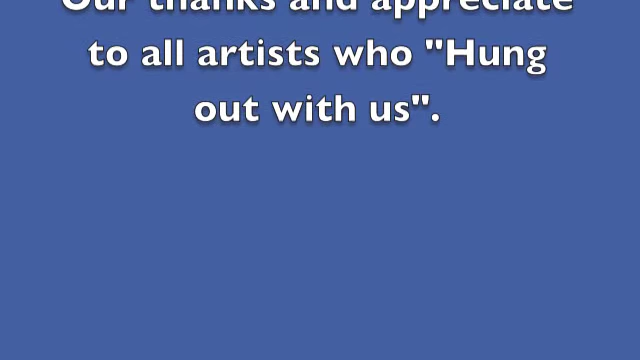 Our thanks and appreciate
to all artists who "Hung
out with us".